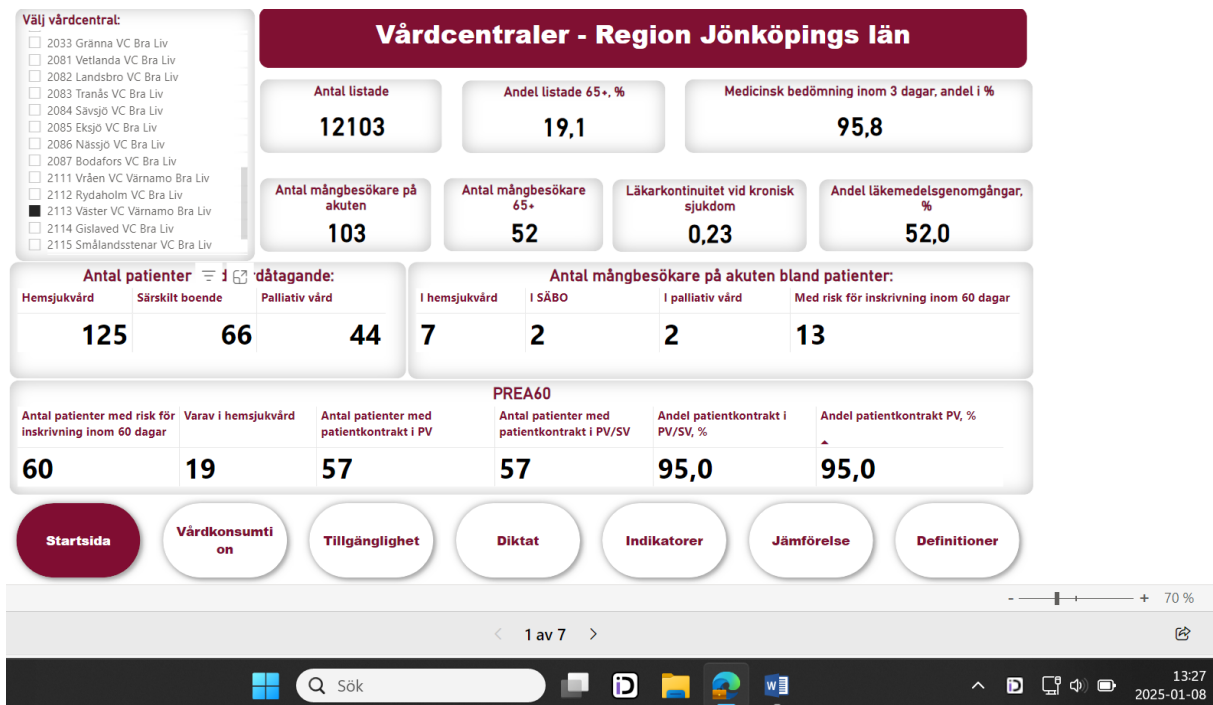 Välj vårdcentral:
2033 Gränna VC Bra Liv
2081 Vetlanda VC Bra Liv
2082 Landsbro VC Bra Liv
2083 Tranås VC Bra Liv
2084 Sävsjö VC Bra Liv
2085 Eksjö VC Bra Liv
2086 Nässjö VC Bra Liv
2087 Bodafors VC Bra Liv
2111 Vråen VC Värnamo Bra Liv
2112 Rydaholm VC Bra Liv
2113 Väster VC Värnamo Bra Liv
2114 Gislaved VC Bra Liv
2115 Smålandsstenar VC Bra Liv
Vårdcentraler - Region Jönköpings län
Antal listade
12103
Andel listade 65+, %
19,1
Medicinsk bedömning inom 3 dagar, andel i %
95,8
Antal mångbesökare på
akuten
103
Antal mångbesökare
65+
52
Läkarkontinuitet vid kronisk
sjukdom
0,23
Andel läkemedelsgenomgångar,
%
52,0
Antal patienter
dåtagande:
Hemsjukvård
Särskilt boende
Palliativ vård
125
66
44
Antal mångbesökare på akuten bland patienter:
I hemsjukvård
I SÄBO
I palliativ vård
Med risk för inskrivning inom 60 dagar
7
2
2
13
PREA60
Antal patienter med risk för
inskrivning inom 60 dagar
Varav i hemsjukvård
Antal patienter med
patientkontrakt i PV
Antal patienter med
patientkontrakt i PV/SV
Andel patientkontrakt i
PV/SV, %
Andel patientkontrakt PV, %
60
19
57
57
95,0
95,0
Startsida
Vårdkonsumti
on
Tillgänglighet
Diktat
Indikatorer
Jämförelse
Definitioner
- + 70 %
1 av 7
Sök
13:27
2025-01-08